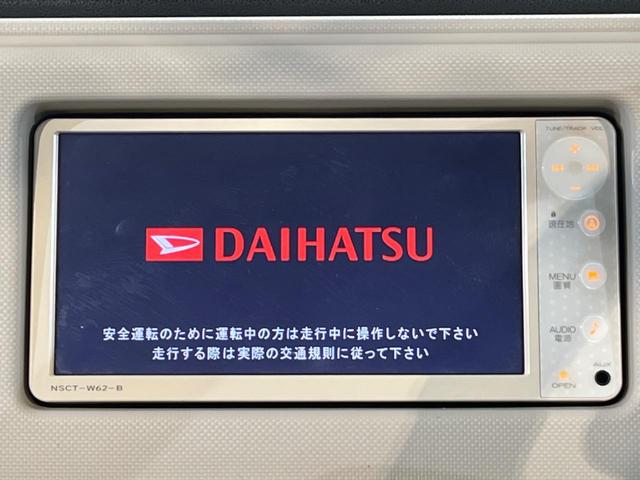 TUNE/TRACK VOL
DAIHATSU
安全運転のために運転中の方は走行中に操作しないで下さい
走行する際は実際の交通規則に従って下さい
現在地
A
MENU
画質
AUDIO
電源
OPEN
AUX
NSCT-W62-B